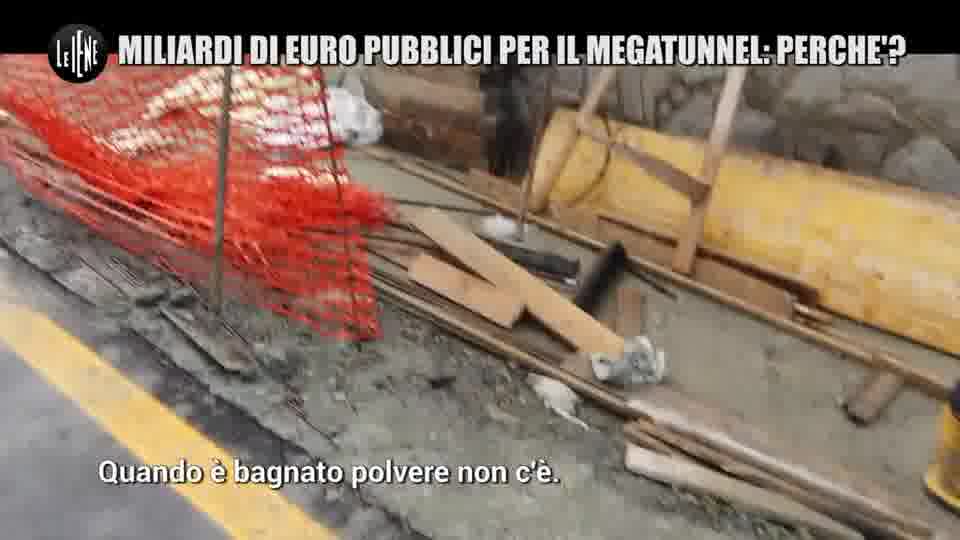 LE IENE
MILIARDI DI EURO PUBBLICI PER IL MEGATUNNEL: PERCHE'?
Quando è bagnato polvere non c'è.